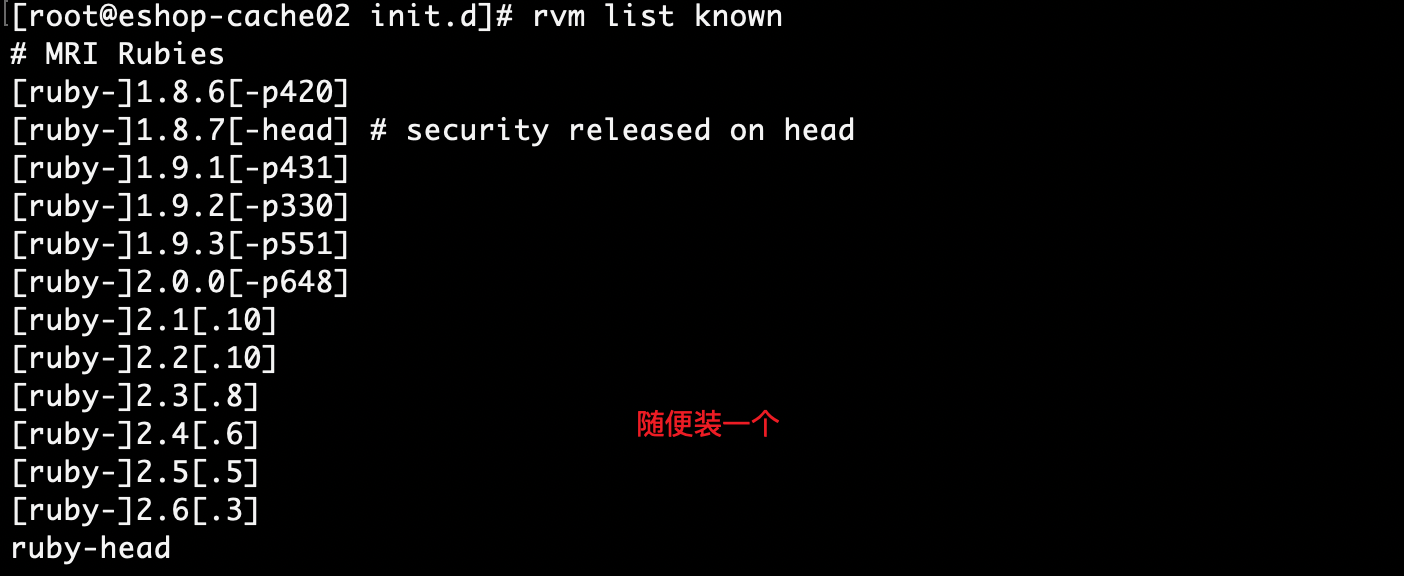 [root@eshop-cache02 init.d]# rvm list known
# MRI Rubies
[ruby-]1.8.6[-p420]
[ruby-]1.8.7[-head] # security released on head
[ruby-]1.9.1[-p431]
[ruby-]1.9.2[-p330]
[ruby-]1.9.3[-p551]
[ruby-]2.0.0[-p648]
[ruby-]2.1[.10]
[ruby-]2.2[.10]
[ruby-]2.3[.8]
随便装一个
[ruby-]2.4[.6]
[ruby-]2.5[.5]
[ruby-]2.6[.3]
ruby-head